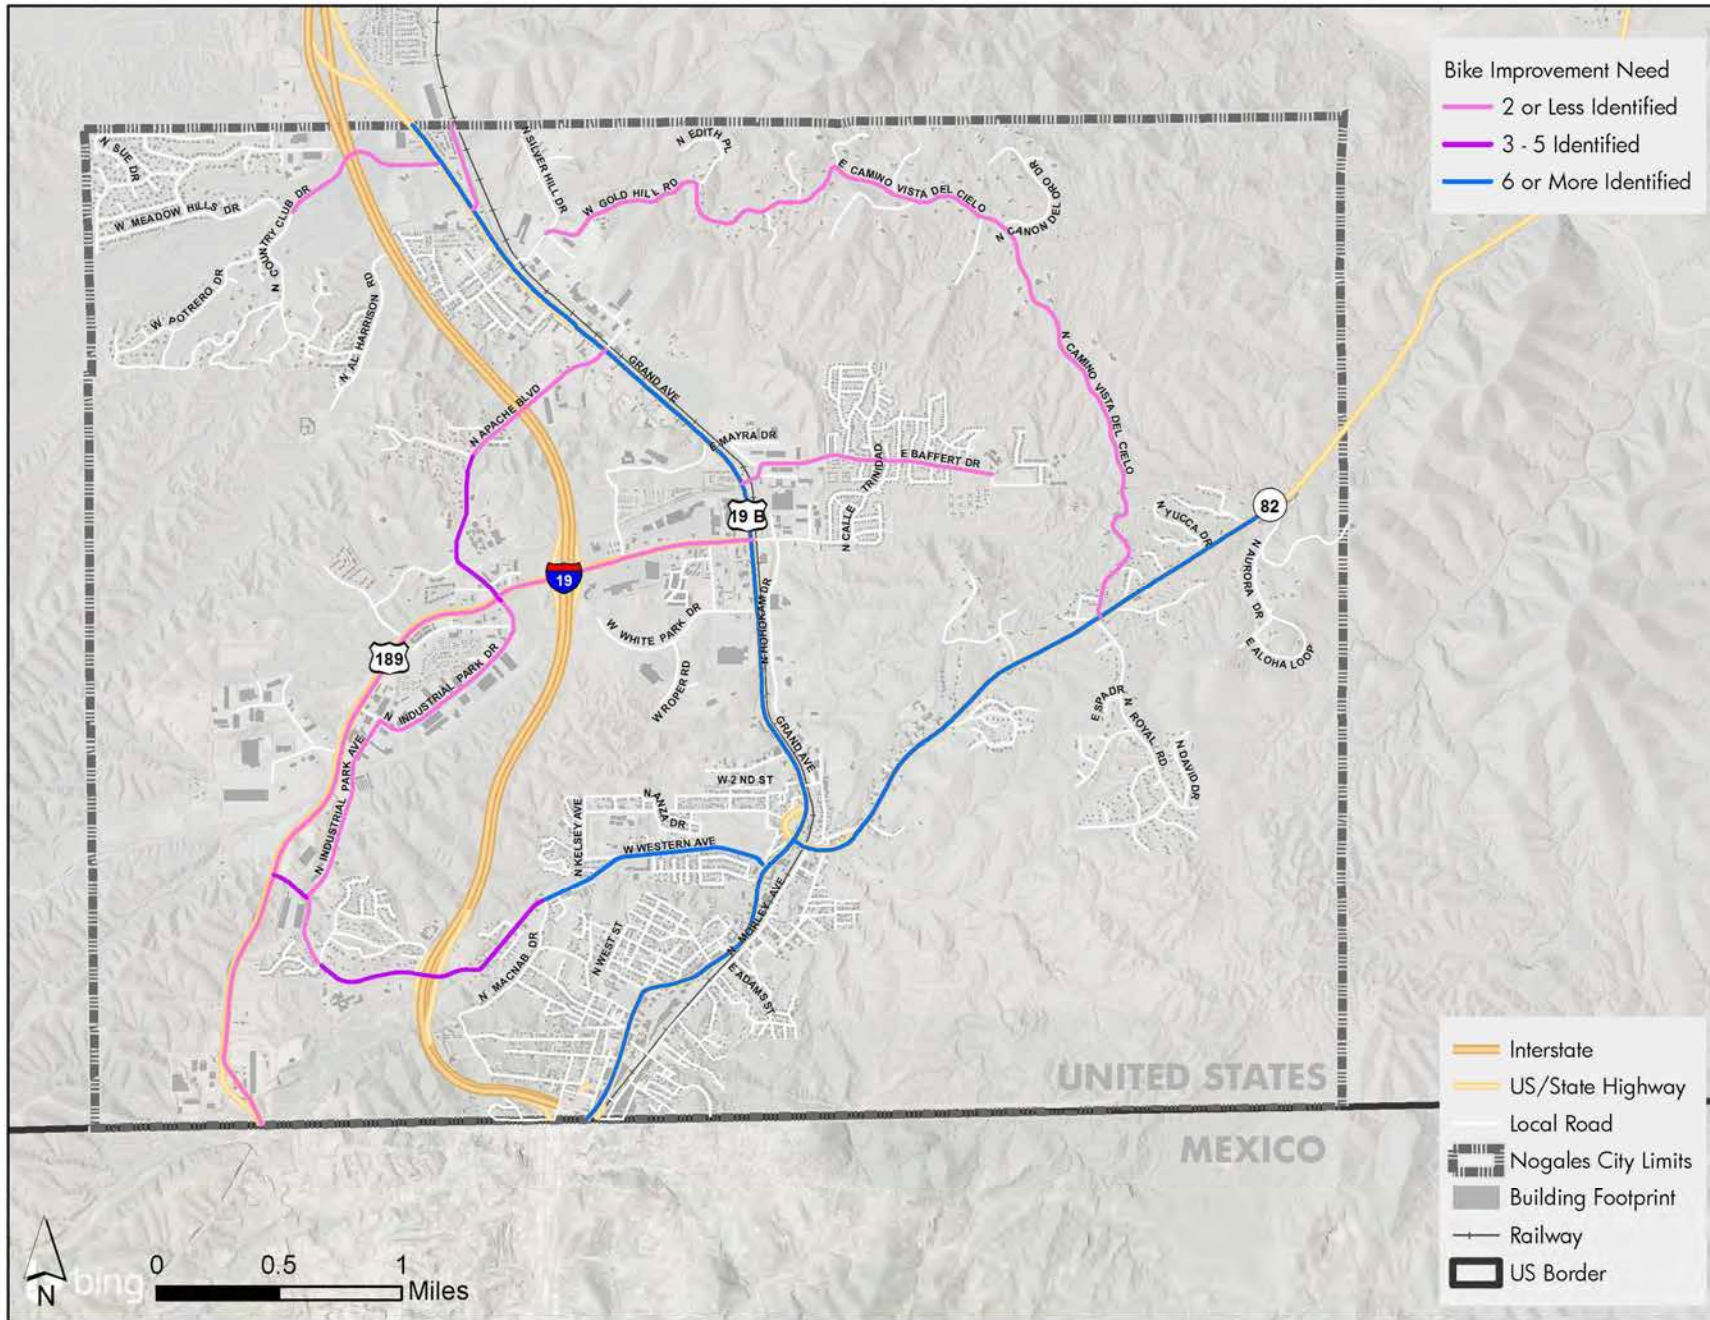 Bike Improvement Need
2 or Less Identified
3 - 5 Identified
6 or More Identified
N SUE DR
W MEADOW HILLS DR
N COUNTRY CLUB DR
W POTRERO DR
N AL HARRISON RD
N SILVER HILL DR
N EDITH PL
W GOLD HILL RD
E CAMINO VISTA DEL CIELO
N CANON DEL ORO DR
N CAMINO VISTA DEL CIELO
GRAND AVE
N APACHE BLVD
E MAYRA DR
E BAFFERT DR
N CALLE TRINIDAD
19 B
82
N YUCCA DR
N AURORA DR
E ALOHA LOOP
19
189
W WHITE PARK DR
N HOHOKAM DR
W ROPER RD
N INDUSTRIAL PARK DR
N INDUSTRIAL PARK AVE
E SPA DR
N ROYAL RD
N DAVID DR
GRAND AVE
W 2 ND ST
N ANZA DR
N KELSEY AVE
W WESTERN AVE
N INDUSTRIAL PARK AVE
N MORLEY AVE
N WEST ST
N MACNAB DR
E ADAMS ST
UNITED STATES
MEXICO
Interstate
US/State Highway
Local Road
Nogales City Limits
Building Footprint
Railway
US Border
N
bing
0 0.5 1
Miles